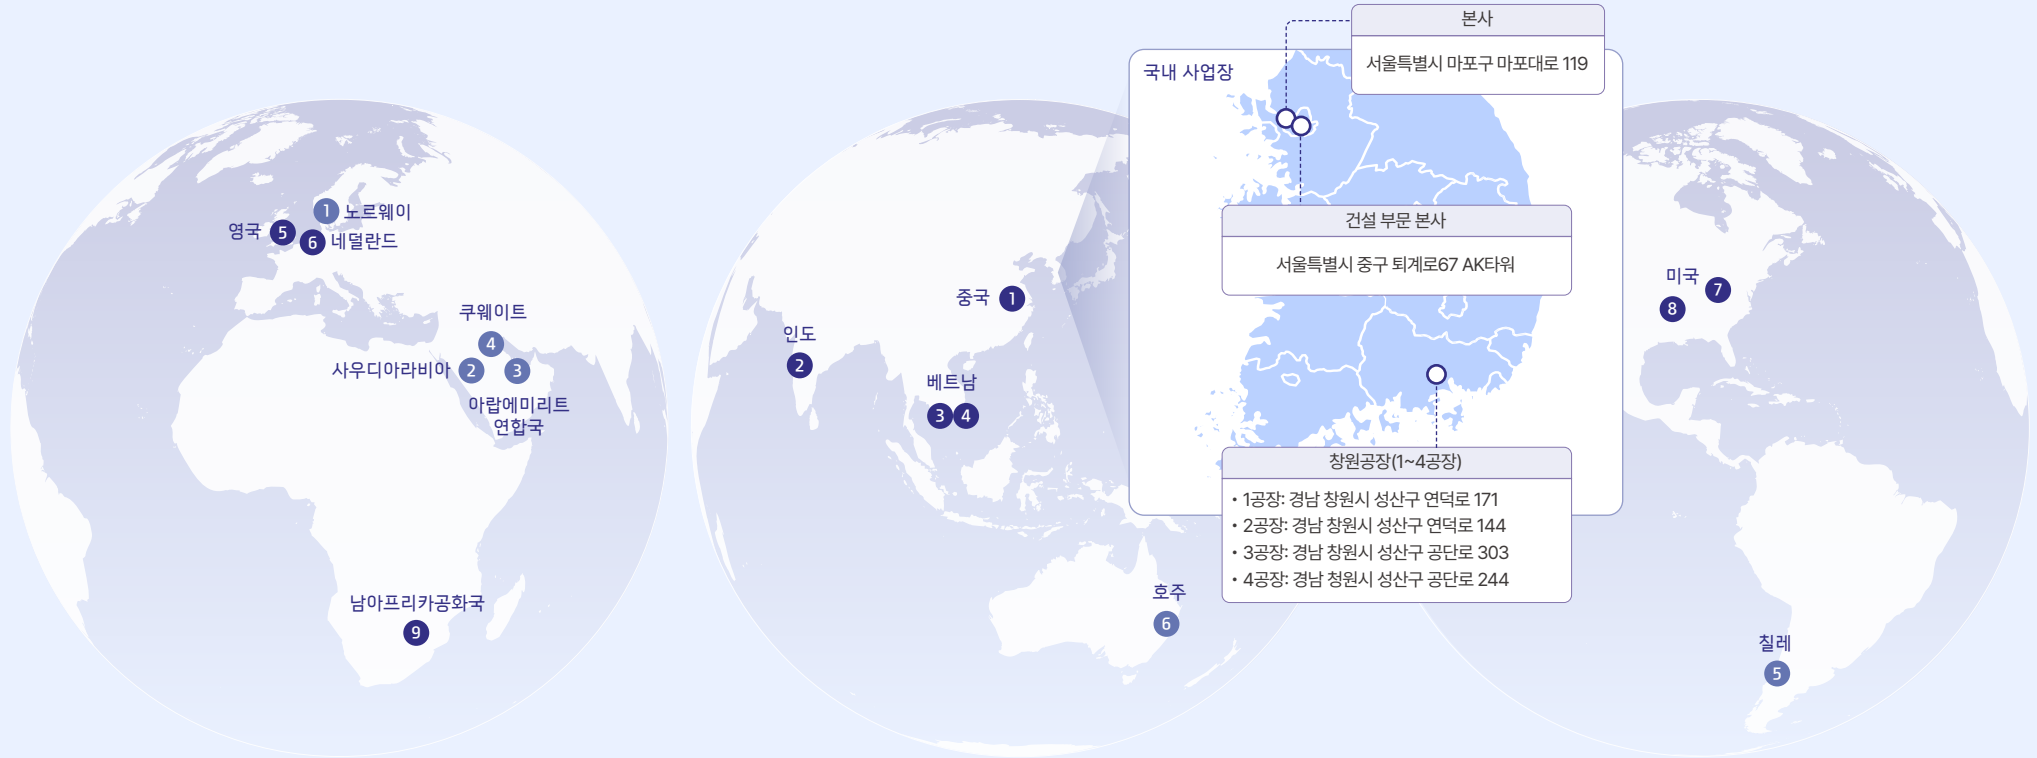 영국 5
1 노르웨이
6 네덜란드
쿠웨이트
4
사우디아라비아 2
3
아랍에미리트
연합국
남아프리카공화국
9
중국 1
인도
2
베트남
3 4
호주
6
국내 사업장
본사
서울특별시 마포구 마포대로 119
건설 부문 본사
서울특별시 중구 퇴계로67 AK타워
창원공장(1~4공장)
• 1공장: 경남 창원시 성산구 연덕로 171
• 2공장: 경남 창원시 성산구 연덕로 144
• 3공장: 경남 창원시 성산구 공단로 303
• 4공장: 경남 청원시 성산구 공단로 244
미국 7
8
칠레
5